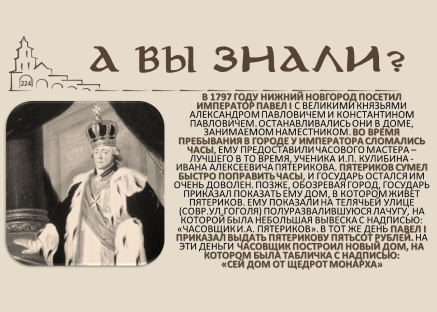 224
А ВЫ ЗНАЛИ?
В 1797 ГОДУ НИЖНИЙ НОВГОРОД ПОСЕТИЛ
ИМПЕРАТОР ПАВЕЛ I С ВЕЛИКИМИ КНЯЗЬЯМИ
АЛЕКСАНДРОМ ПАВЛОВИЧЕМ И КОНСТАНТИНОМ
ПАВЛОВИЧЕМ. ОСТАНАВЛИВАЛИСЬ ОНИ В ДОМЕ,
ЗАНИМАЕМОМ НАМЕСТНИКОМ. ВО ВРЕМЯ
ПРЕБЫВАНИЯ В ГОРОДЕ У ИМПЕРАТОРА СЛОМАЛИСЬ
ЧАСЫ, ЕМУ ПРЕДОСТАВИЛИ ЧАСОВОГО МАСТЕРА –
ЛУЧШЕГО В ТО ВРЕМЯ, УЧЕНИКА И.П. КУЛИБИНА -
ИВАНА АЛЕКСЕЕВИЧА ПЯТЕРИКОВА. ПЯТЕРИКОВ СУМЕЛ
БЫСТРО ПОПРАВИТЬ ЧАСЫ, И ГОСУДАРЬ ОСТАЛСЯ ИМ
ОЧЕНЬ ДОВОЛЕН. ПОЗЖЕ, ОБОЗРЕВАЯ ГОРОД, ГОСУДАРЬ
ПРИКАЗАЛ ПОКАЗАТЬ ЕМУ ДОМ, В КОТОРОМ ЖИВЕТ
ПЯТЕРИКОВ. ЕМУ ПОКАЗАЛИ НА ТЕЛЯЧЬЕЙ УЛИЦЕ
(СОВР.УЛ.ГОГОЛЯ) ПОЛУРАЗВАЛИВШУЮСЯ ЛАЧУГУ, НА
КОТОРОЙ БЫЛА НЕБОЛЬШАЯ ВЫВЕСКА С НАДПИСЬЮ:
«ЧАСОВЩИК И.А. ПЯТЕРИКОВ». В ТОТ ЖЕ ДЕНЬ ПАВЕЛ I
ПРИКАЗАЛ ВЫДАТЬ ПЯТЕРИКОВУ ПЯТЬСОТ РУБЛЕЙ. НА
ЭТИ ДЕНЬГИ ЧАСОВЩИК ПОСТРОИЛ НОВЫЙ ДОМ, НА
КОТОРОМ БЫЛА ТАБЛИЧКА С НАДПИСЬЮ:
«СЕЙ ДОМ ОТ ЩЕДРОТ МОНАРХА»